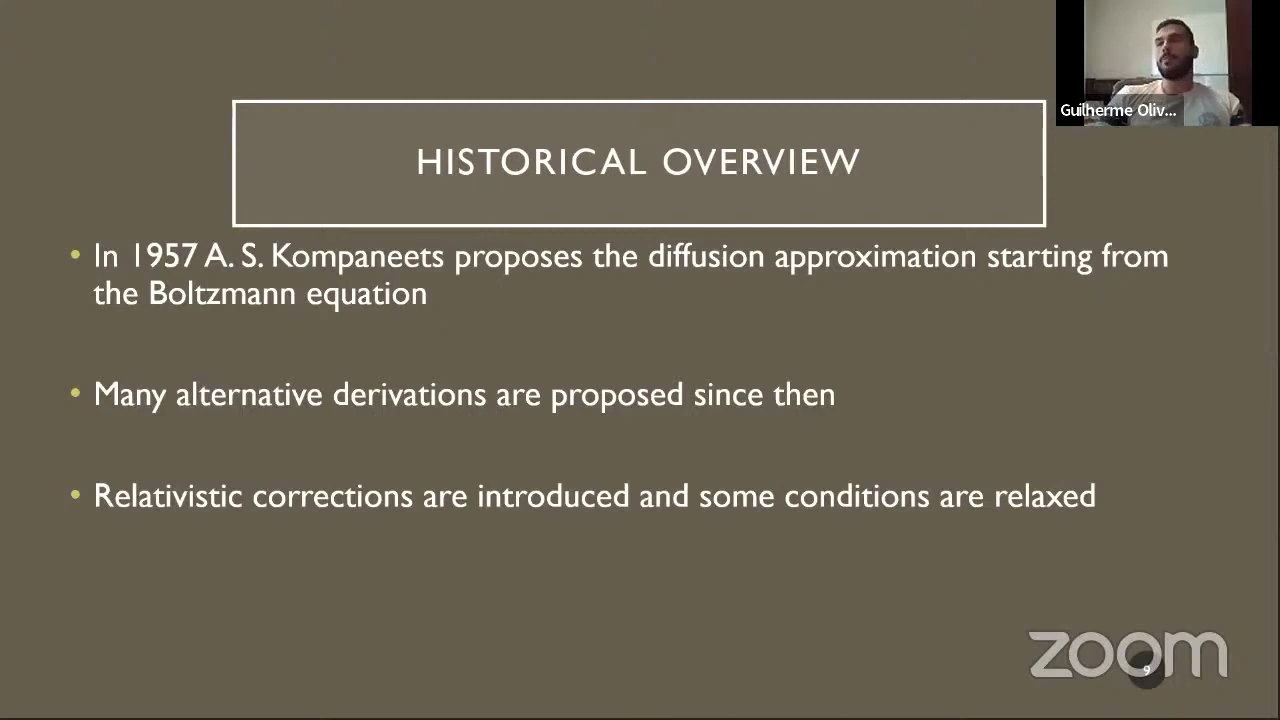 Guilherme Oliv...
HISTORICAL OVERVIEW
• In 1957 A. S. Kompaneets proposes the diffusion approximation starting from
the Boltzmann equation
• Many alternative derivations are proposed since then
• Relativistic corrections are introduced and some conditions are relaxed
zoom
9